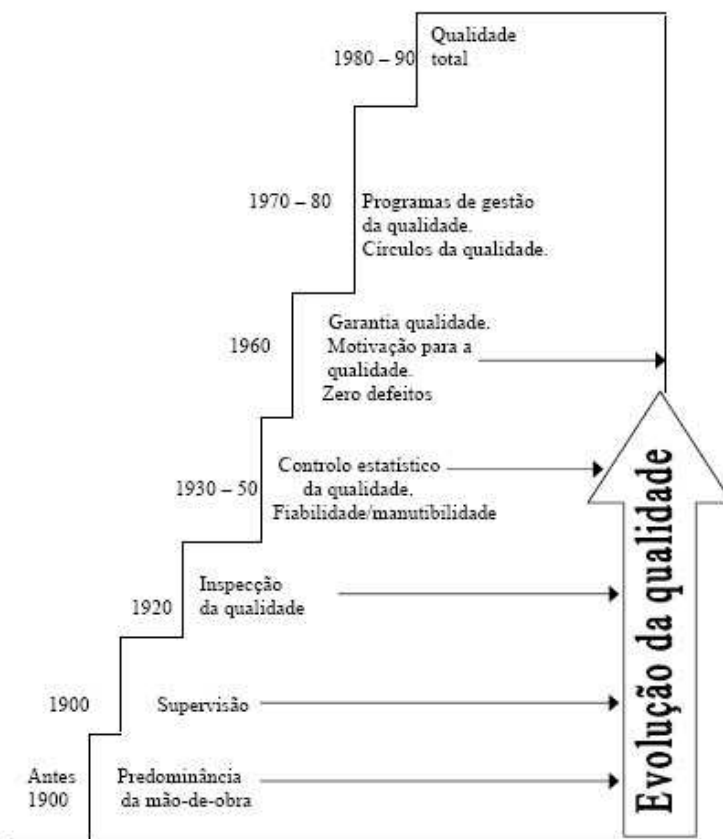 1980 – 90
Qualidade
total
1970 – 80
Programas de gestão
da qualidade.
Círculos da qualidade.
1960
Garantia qualidade.
Motivação para a
qualidade.
Zero defeitos
1930 – 50
Controlo estatístico
da qualidade.
Fiabilidade/manutibilidade
1920
Inspecção
da qualidade
1900
Supervisão
Antes
1900
Predominância
da mão-de-obra
Evolução da qualidade